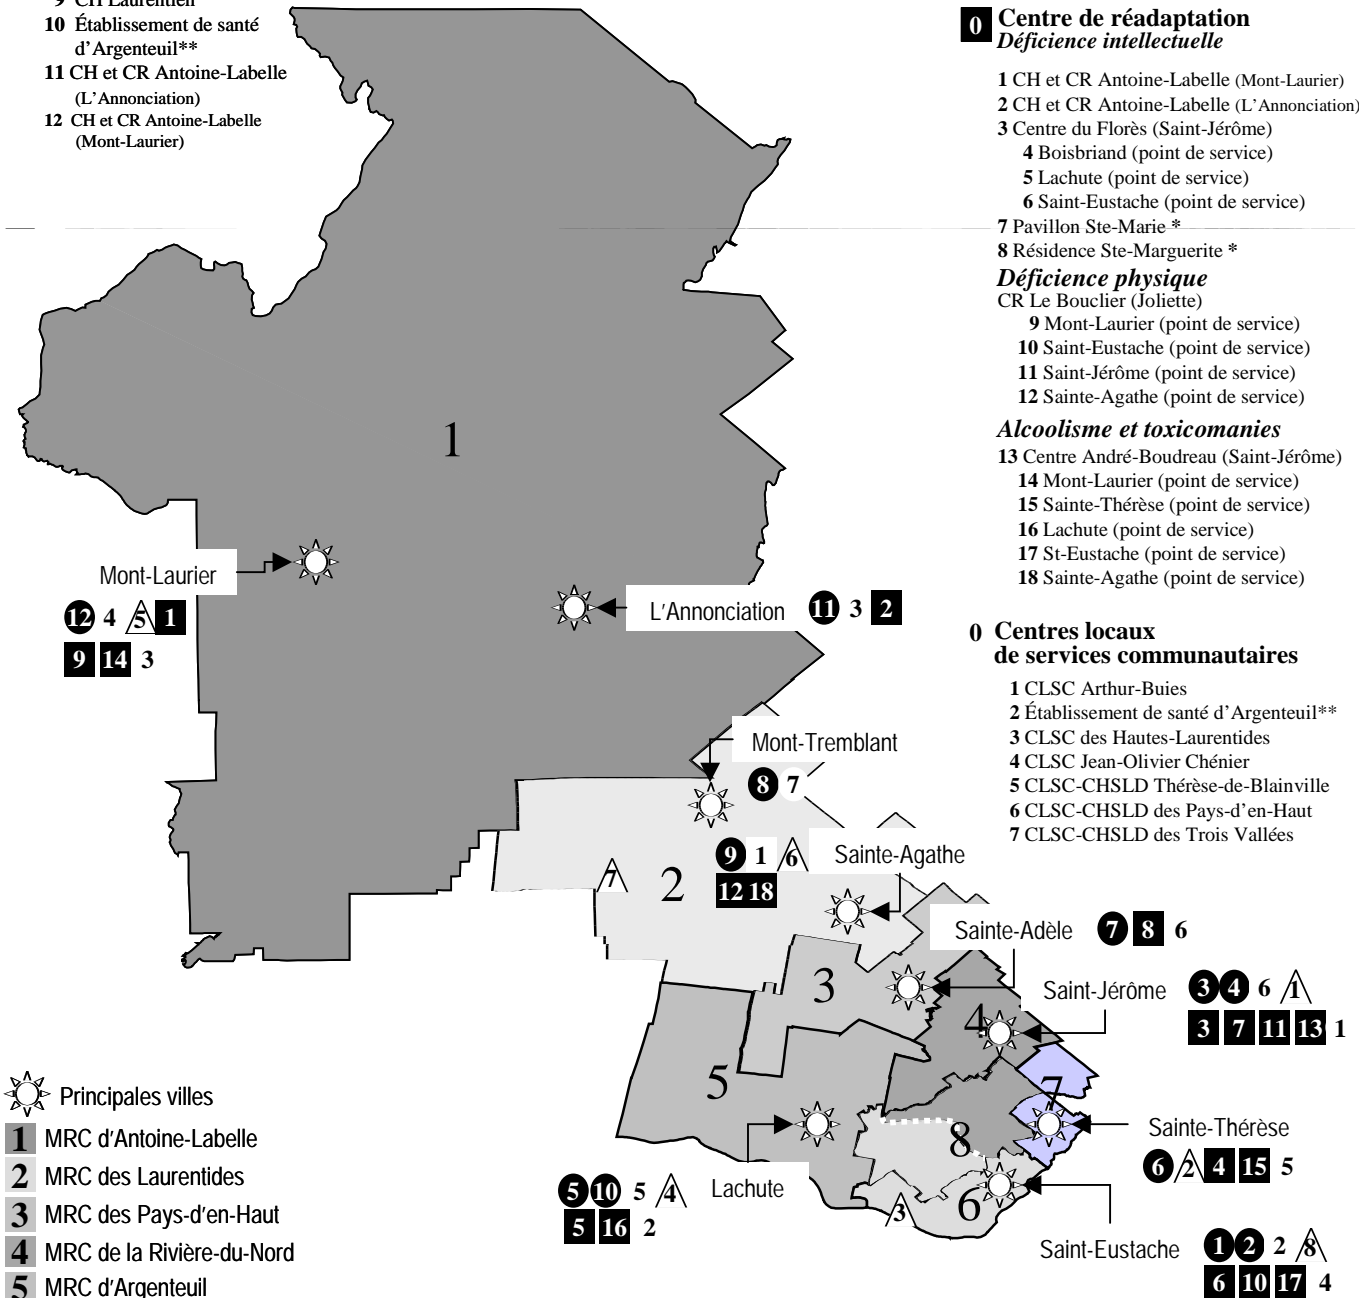 9 CH Laurentien
10 Établissement de santé
d'Argenteuil**
11 CH et CR Antoine-Labelle
(L'Annonciation)
12 CH et CR Antoine-Labelle
(Mont-Laurier)
0 Centre de réadaptation
Déficience intellectuelle
1 CH et CR Antoine-Labelle (Mont-Laurier)
2 CH et CR Antoine-Labelle (L'Annonciation)
3 Centre du Florès (Saint-Jérôme)
4 Boisbriand (point de service)
5 Lachute (point de service)
6 Saint-Eustache (point de service)
7 Pavillon Ste-Marie *
8 Résidence Ste-Marguerite *
Déficience physique
CR Le Bouclier (Joliette)
9 Mont-Laurier (point de service)
10 Saint-Eustache (point de service)
11 Saint-Jérôme (point de service)
12 Sainte-Agathe (point de service)
Alcoolisme et toxicomanies
13 Centre André-Boudreau (Saint-Jérôme)
14 Mont-Laurier (point de service)
15 Sainte-Thérèse (point de service)
16 Lachute (point de service)
17 St-Eustache (point de service)
18 Sainte-Agathe (point de service)
0 Centres locaux
de services communautaires
1 CLSC Arthur-Buies
2 Établissement de santé d'Argenteuil**
3 CLSC des Hautes-Laurentides
4 CLSC Jean-Olivier Chénier
5 CLSC-CHSLD Thérèse-de-Blainville
6 CLSC-CHSLD des Pays-d'en-Haut
7 CLSC-CHSLD des Trois Vallées
1
Mont-Laurier
12 4 5 1
9 14 3
L'Annonciation 11 3 2
Mont-Tremblant
8 7
9 1 6 Sainte-Agathe
12 18
7
2
Sainte-Adèle 7 8 6
3
Saint-Jérôme 3 4 6 1
3 7 11 13 1
4
5
7
Sainte-Thérèse
6 2 4 15 5
8
5 10 5 4 Lachute
5 16 2
3
6
Saint-Eustache 1 2 2 8
6 10 17 4
Principales villes
1 MRC d'Antoine-Labelle
2 MRC des Laurentides
3 MRC des Pays-d'en-Haut
4 MRC de la Rivière-du-Nord
5 MRC d'Argenteuil